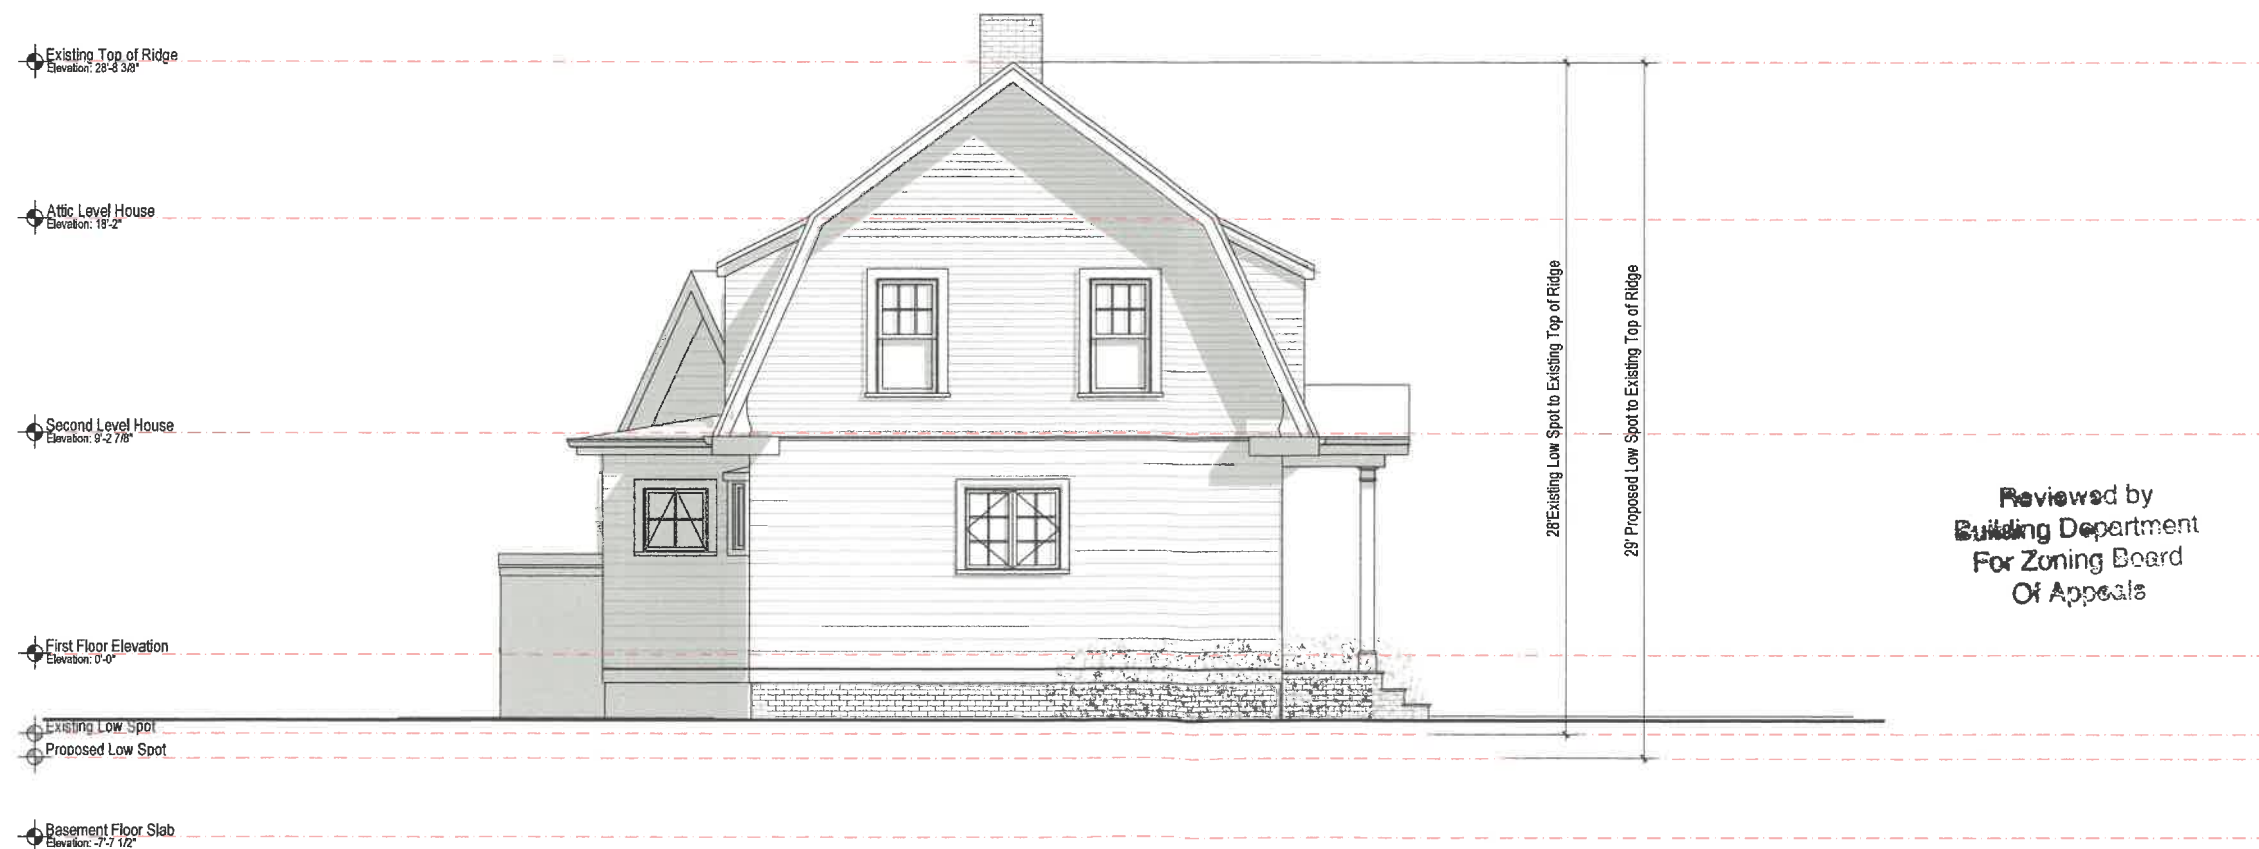 Existing Top of Ridge
Elevation: 28'-8 3/8"
Attic Level House
Elevation: 18'-2"
Second Level House
Elevation: 9'-2 7/8"
First Floor Elevation
Elevation: 0'-0"
Existing Low Spot
Proposed Low Spot
Basement Floor Slab
Elevation: -7'-7 1/2"
28'Existing Low Spot to Existing Top of Ridge
29' Proposed Low Spot to Existing Top of Ridge
Reviewed by
Building Department
For Zoning Board
Of Appeals